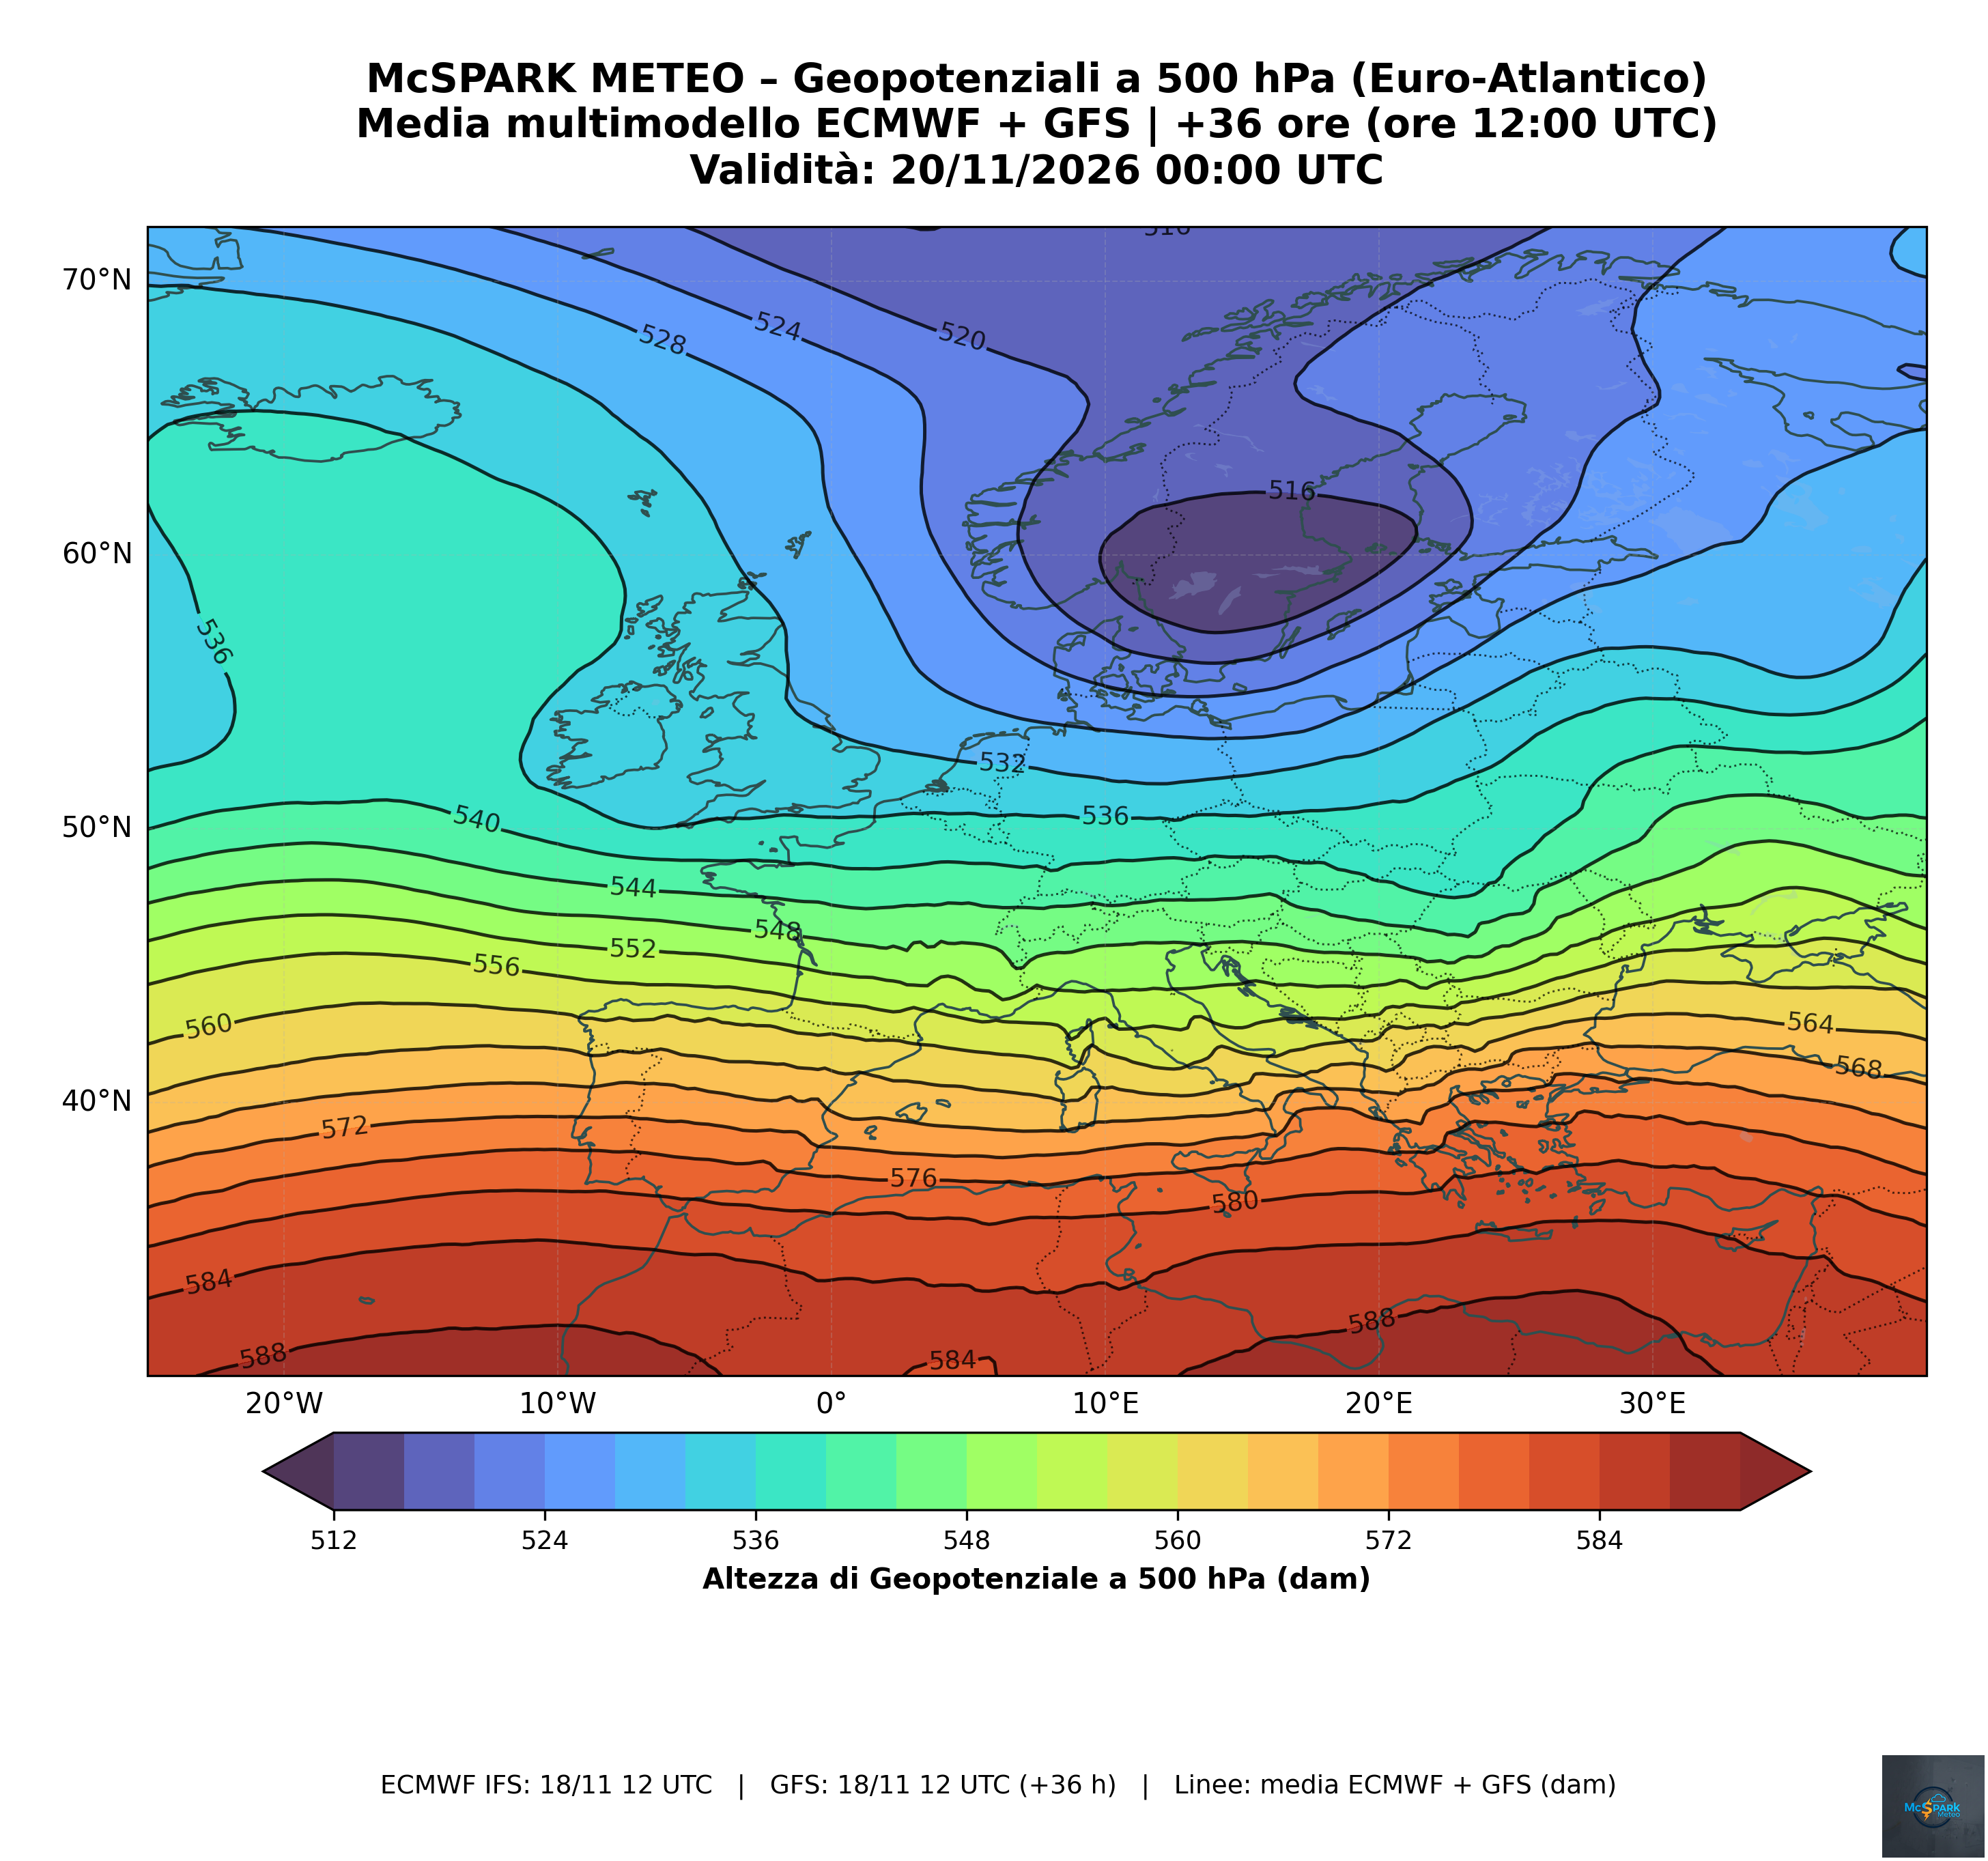 McSPARK METEO – Geopotenziali a 500 hPa (Euro-Atlantico)
Media multimodello ECMWF + GFS | +36 ore (ore 12:00 UTC)
Validità: 20/11/2026 00:00 UTC
516
70°N
528
524
520
516
60°N
536
532
50°N
540
536
544
548
552
556
560
564
568
40°N
572
576
580
584
588
588
584
20°W
10°W
0°
10°E
20°E
30°E
512
524
536
548
560
572
584
Altezza di Geopotenziale a 500 hPa (dam)
ECMWF IFS: 18/11 12 UTC | GFS: 18/11 12 UTC (+36 h) | Linee: media ECMWF + GFS (dam)
McSPARK
Meteo